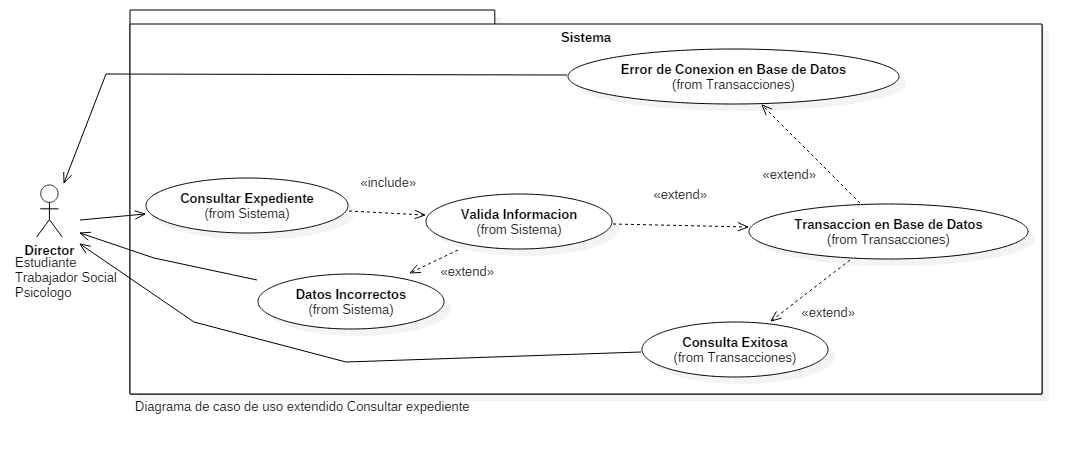 Sistema
Error de Conexion en Base de Datos
(from Transacciones)
«extend»
Consultar Expediente
(from Sistema)
«include»
Valida Informacion
(from Sistema)
«extend»
Transaccion en Base de Datos
(from Transacciones)
Director
Estudiante
Trabajador Social
Psicologo
«extend»
Datos Incorrectos
(from Sistema)
«extend»
Consulta Exitosa
(from Transacciones)
Diagrama de caso de uso extendido Consultar expediente